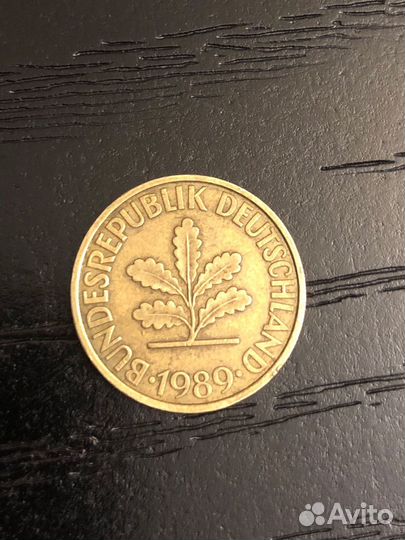 BUNDESREPUBLIK DEUTSCHLAND
· 1989 ·
Avito